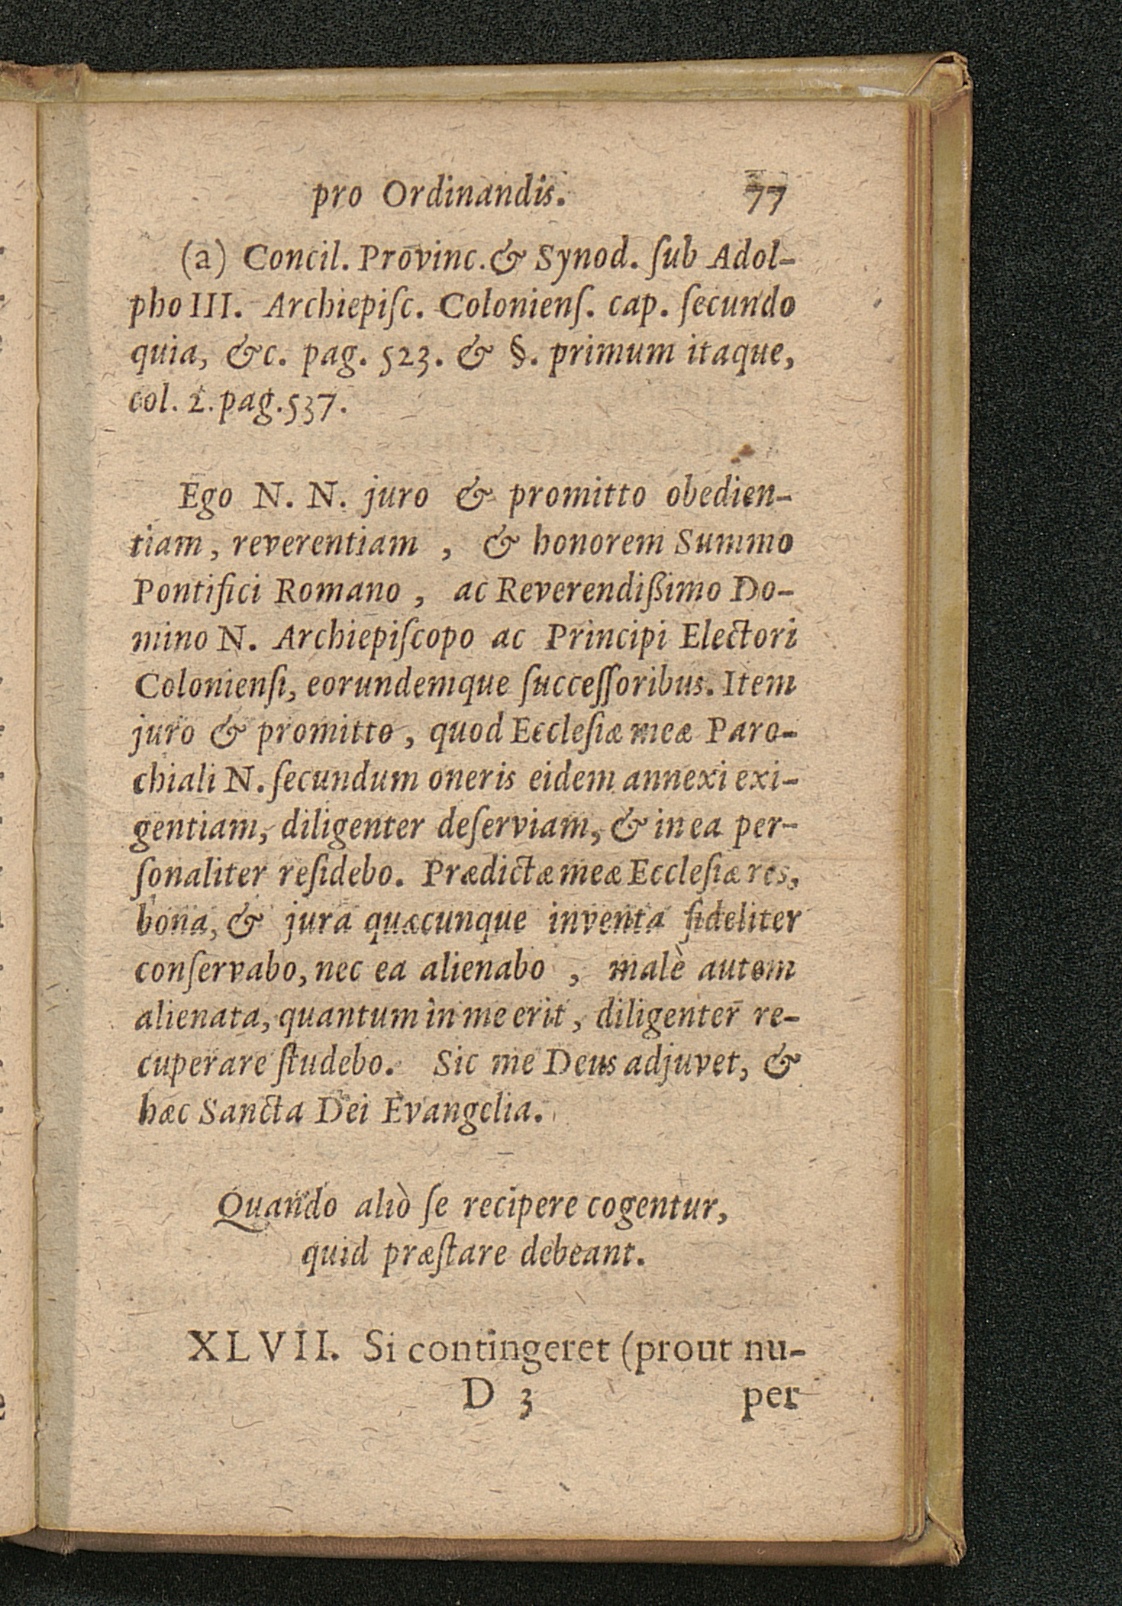 pro Ordinandis. 77
(a) Concil. Provinc. & Synod. ſub Adol-
pho III. Archiepiſc. Colonienſ. cap. ſecundo
quia, &c. pag. 523. & §. primum itaque,
col. 2. pag. 537.
Ego N. N. juro & promitto obedien-
tiam, reverentiam , & honorem Summo
Pontifici Romano , ac Reverendißimo Do-
mino N. Archiepiſcopo ac Principi Electori
Colonienſi, eorundemque ſucceſſoribus. Item
juro & promitto, quod Eccleſiæ meæ Paro-
chiali N. ſecundum oneris eidem annexi exi-
gentiam, diligenter deſerviam, & in ea per-
ſonaliter reſidebo. Prædictæ meæ Eccleſiæ res,
bona, & jura quæcunque inventa fideliter
conſervabo, nec ea alienabo , malè autem
alienata, quantum in me erit, diligenter re-
cuperare ſtudebo. Sic me Deus adjuvet, &
hæc Sancta Dei Evangelia.
Quando aliò ſe recipere cogentur,
quid præſtare debeant.
XLVII. Si contingeret (prout nu-
D 3 per